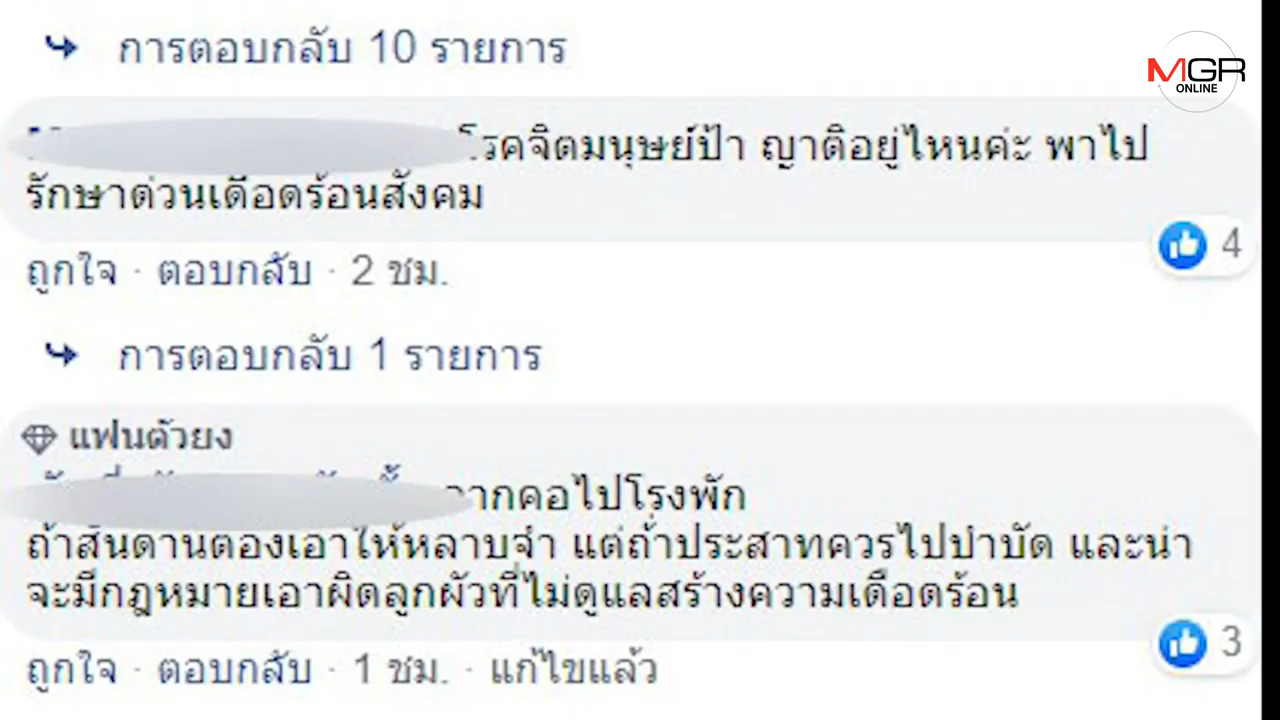 การตอบกลับ 10 รายการ
MGR
ONLINE
โรคจิตมนุษย์ป้า ญาติอยู่ไหนค่ะ พาไป
รักษาด่วนเดือดร้อนสังคม
4
ถูกใจ · ตอบกลับ · 2 ชม.
การตอบกลับ 1 รายการ
แฟนตัวยง
ลากคอไปโรงพัก
ถ้าสันดานต้องเอาให้หลาบจำ แต่ถ้าประสาทควรไปบำบัด และน่า
จะมีกฎหมายเอาผิดลูกผัวที่ไม่ดูแลสร้างความเดือดร้อน
3
ถูกใจ · ตอบกลับ · 1 ชม. · แก้ไขแล้ว